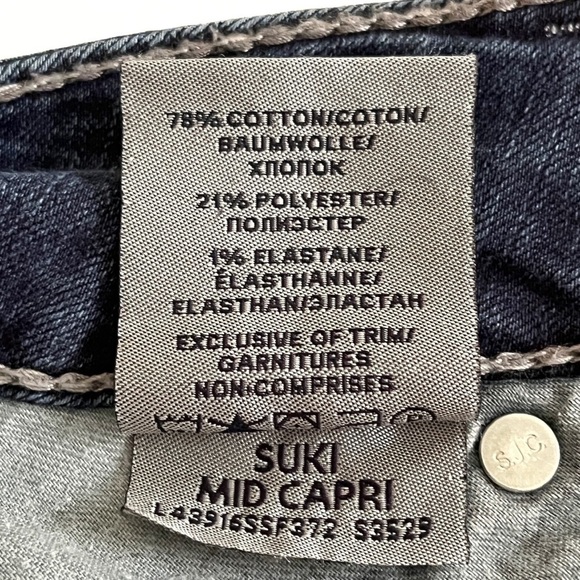 78% COTTON/COTON/
BAUMWOLLE/
ХЛОПОК
21% POLYESTER/
ПОЛИЭСТЕР
1% ELASTANE/
ÉLASTHANNE/
ELASTHAN/ЭЛАСТАН
EXCLUSIVE OF TRIM/
GARNITURES
NON-COMPRISES
SUKI
MID CAPRI
L43916SSF372 S3529
S.J.C.